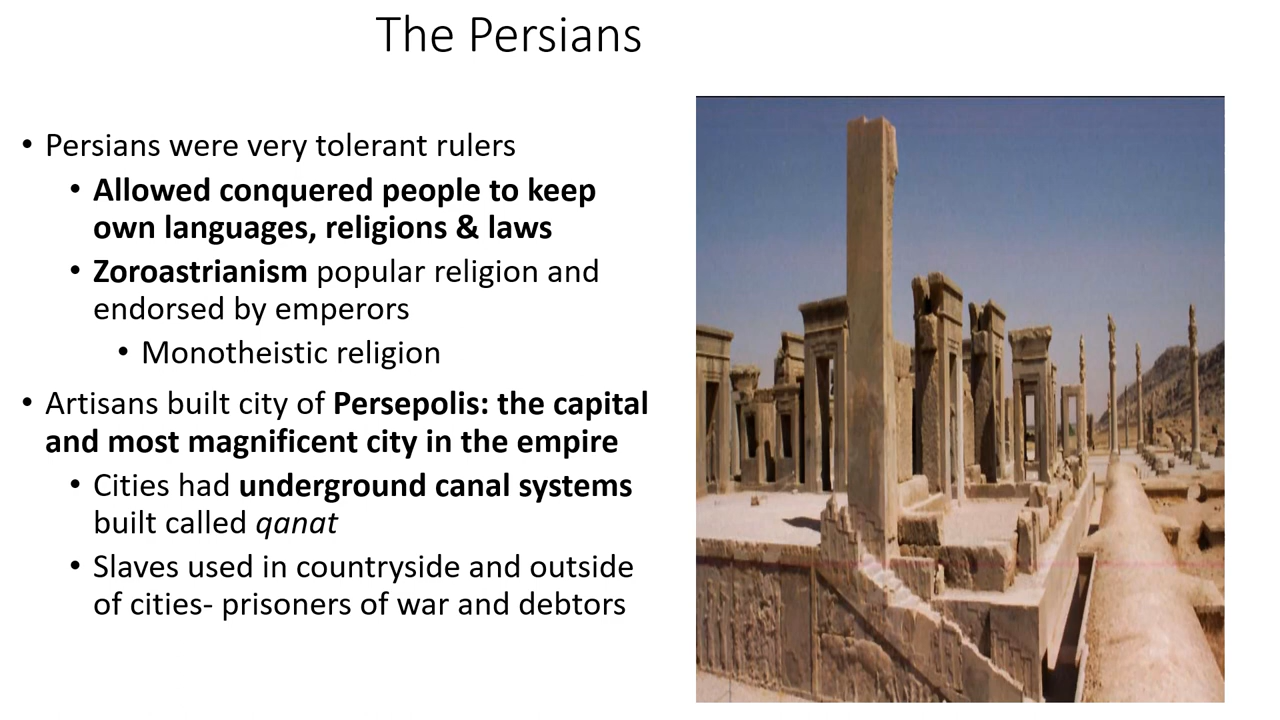 The Persians
• Persians were very tolerant rulers
• Allowed conquered people to keep
own languages, religions & laws
• Zoroastrianism popular religion and
endorsed by emperors
• Monotheistic religion
• Artisans built city of Persepolis: the capital
and most magnificent city in the empire
• Cities had underground canal systems
built called qanat
• Slaves used in countryside and outside
of cities- prisoners of war and debtors